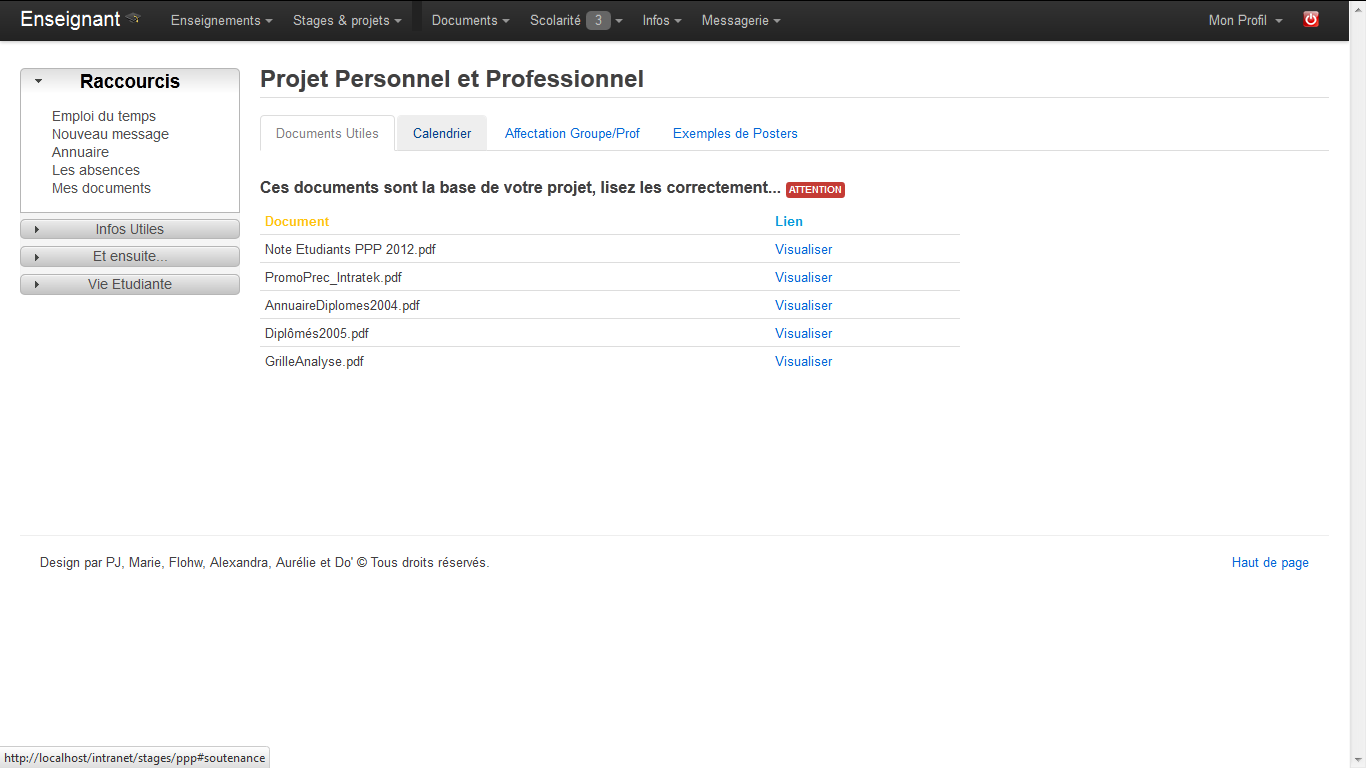 Enseignant Enseignements Stages & projets Documents Scolarité 3 Infos Messagerie Mon Profil
Raccourcis
Emploi du temps
Nouveau message
Annuaire
Les absences
Mes documents
Infos Utiles
Et ensuite...
Vie Etudiante
Projet Personnel et Professionnel
Documents Utiles Calendrier Affectation Groupe/Prof Exemples de Posters
Ces documents sont la base de votre projet, lisez les correctement... ATTENTION
Document Lien
Note Etudiants PPP 2012.pdf Visualiser
PromoPrec_Intratek.pdf Visualiser
AnnuaireDiplomes2004.pdf Visualiser
Diplômés2005.pdf Visualiser
GrilleAnalyse.pdf Visualiser
Design par PJ, Marie, Flohw, Alexandra, Aurélie et Do' © Tous droits réservés. Haut de page
http://localhost/intranet/stages/ppp#soutenance